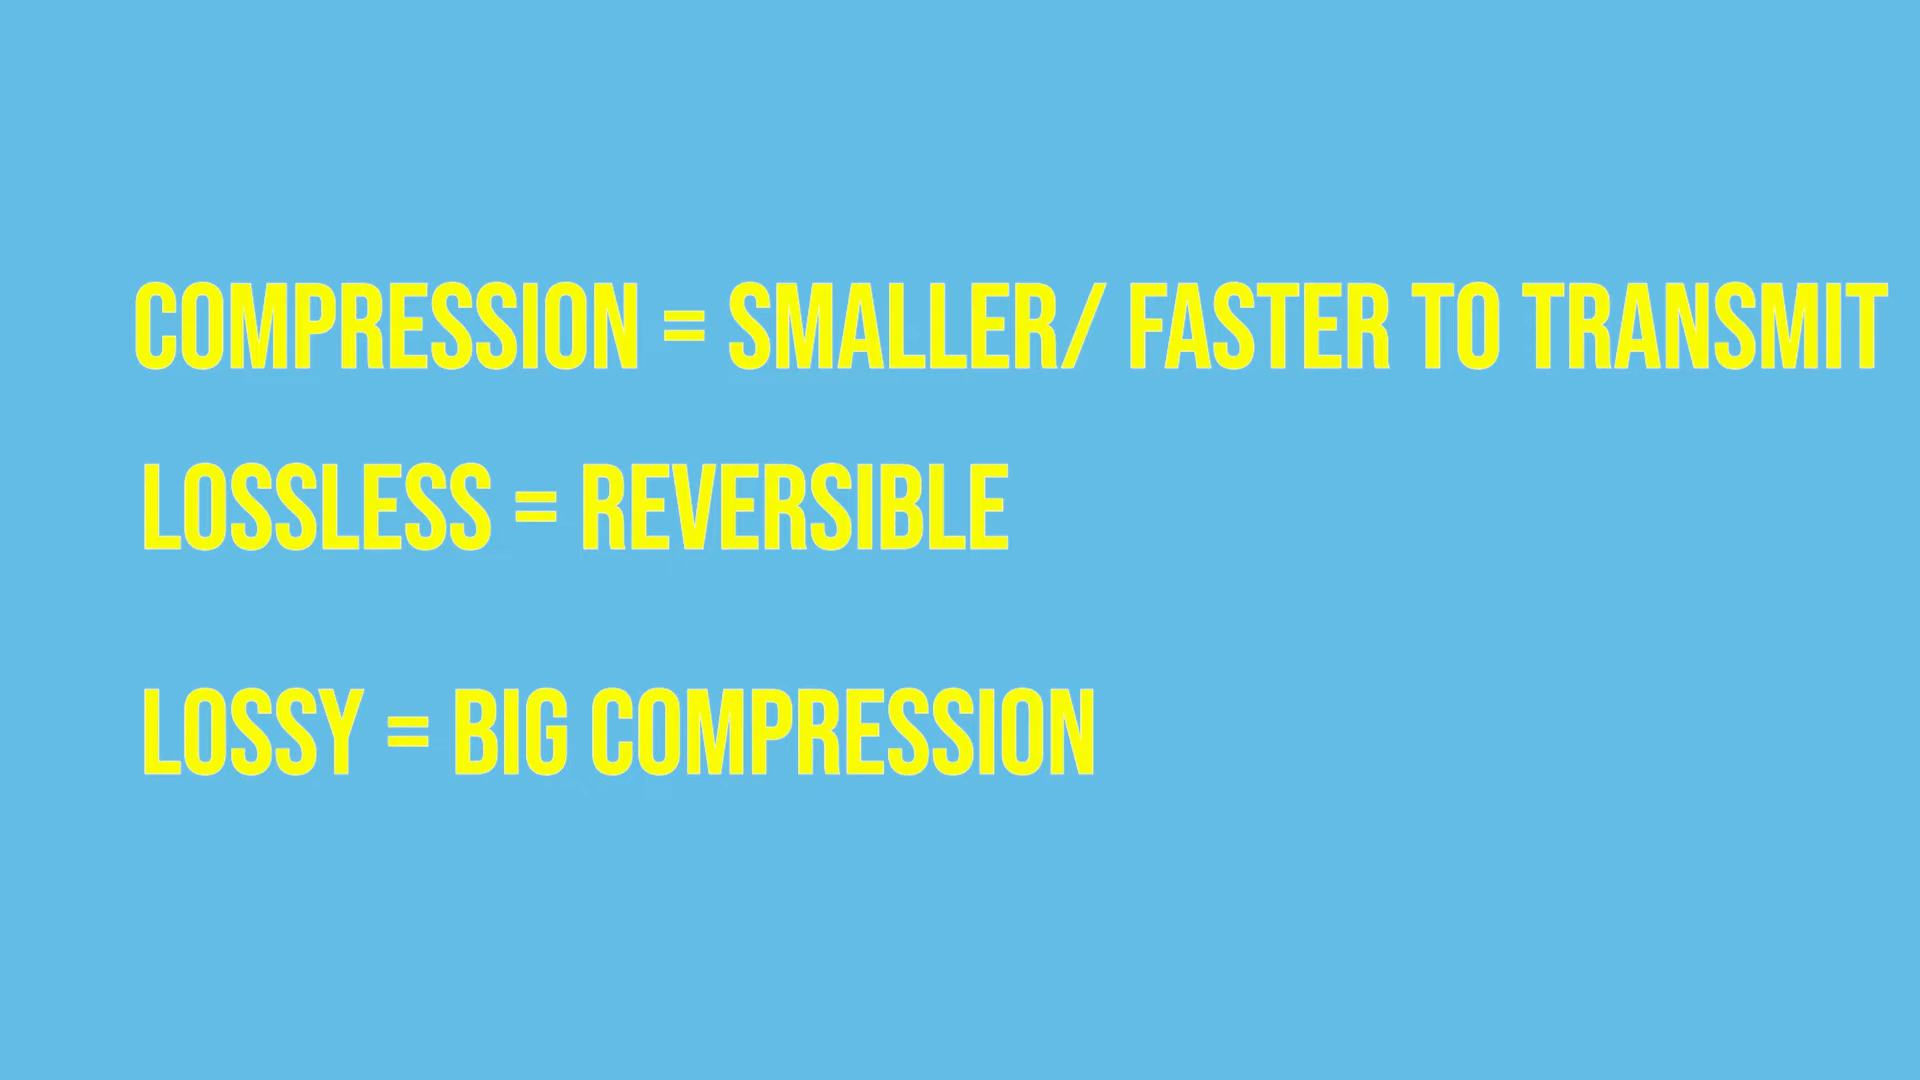 COMPRESSION = SMALLER/ FASTER TO TRANSMIT
LOSSLESS = REVERSIBLE
LOSSY = BIG COMPRESSION